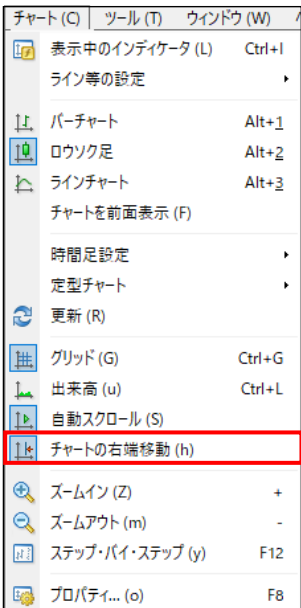 チャート (C) ツール (T) ウィンドウ (W)
表示中のインディケータ (L) Ctrl+I
ライン等の設定
バーチャート Alt+1
ロウソク足 Alt+2
ラインチャート Alt+3
チャートを前面表示 (F)
時間足設定
定型チャート
更新 (R)
グリッド (G) Ctrl+G
出来高 (u) Ctrl+L
自動スクロール (S)
チャートの右端移動 (h)
ズームイン (Z) +
ズームアウト (m) -
ステップ・バイ・ステップ (y) F12
プロパティ... (o) F8